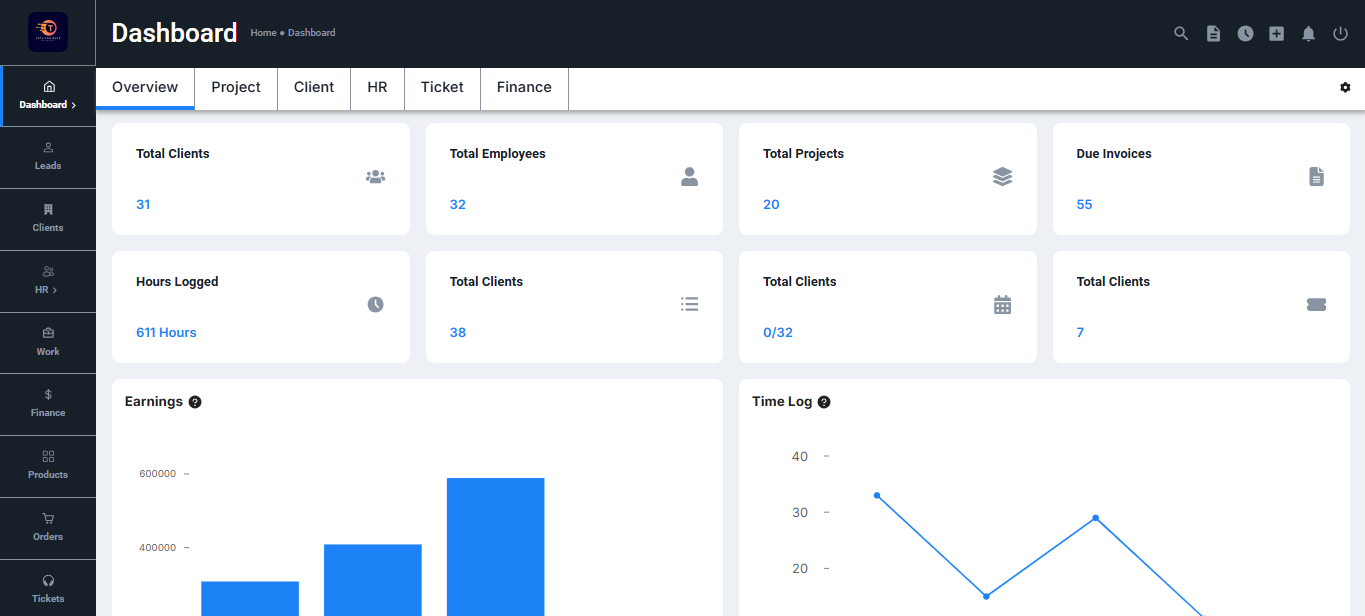 T
Dashboard
Home • Dashboard
Overview
Project
Client
HR
Ticket
Finance
Dashboard
Leads
Clients
HR
Work
Finance
Products
Orders
Tickets
Total Clients
31
Total Employees
32
Total Projects
20
Due Invoices
55
Hours Logged
611 Hours
Total Clients
38
Total Clients
0/32
Total Clients
7
Earnings
600000
400000
Time Log
40
30
20